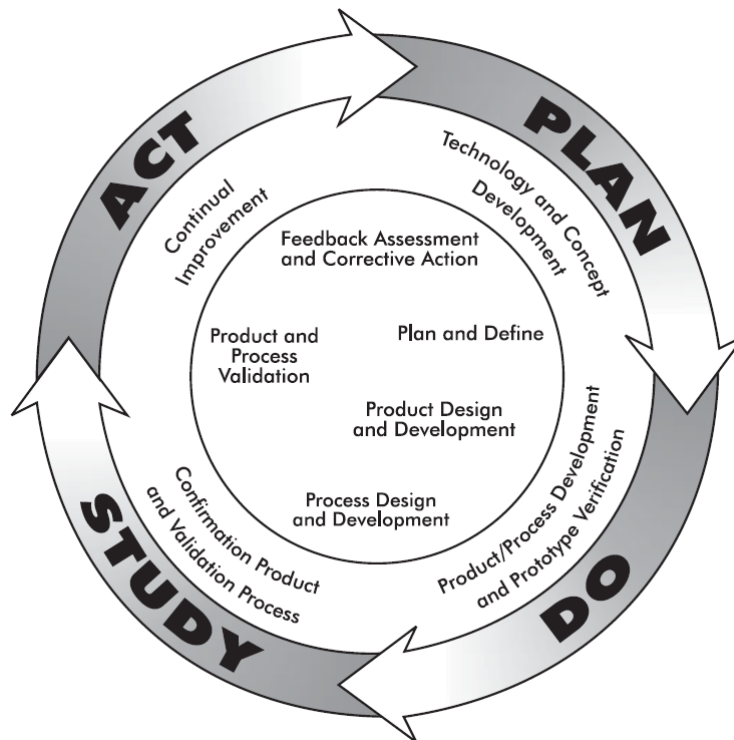 ACT
PLAN
Technology and Concept
Development
Continual
Improvement
Feedback Assessment
and Corrective Action
Product and
Process
Validation
Plan and Define
Product Design
and Development
Process Design
and Development
Product/Process Development
and Prototype Verification
Confirmation Product
and Validation Process
STUDY
DO